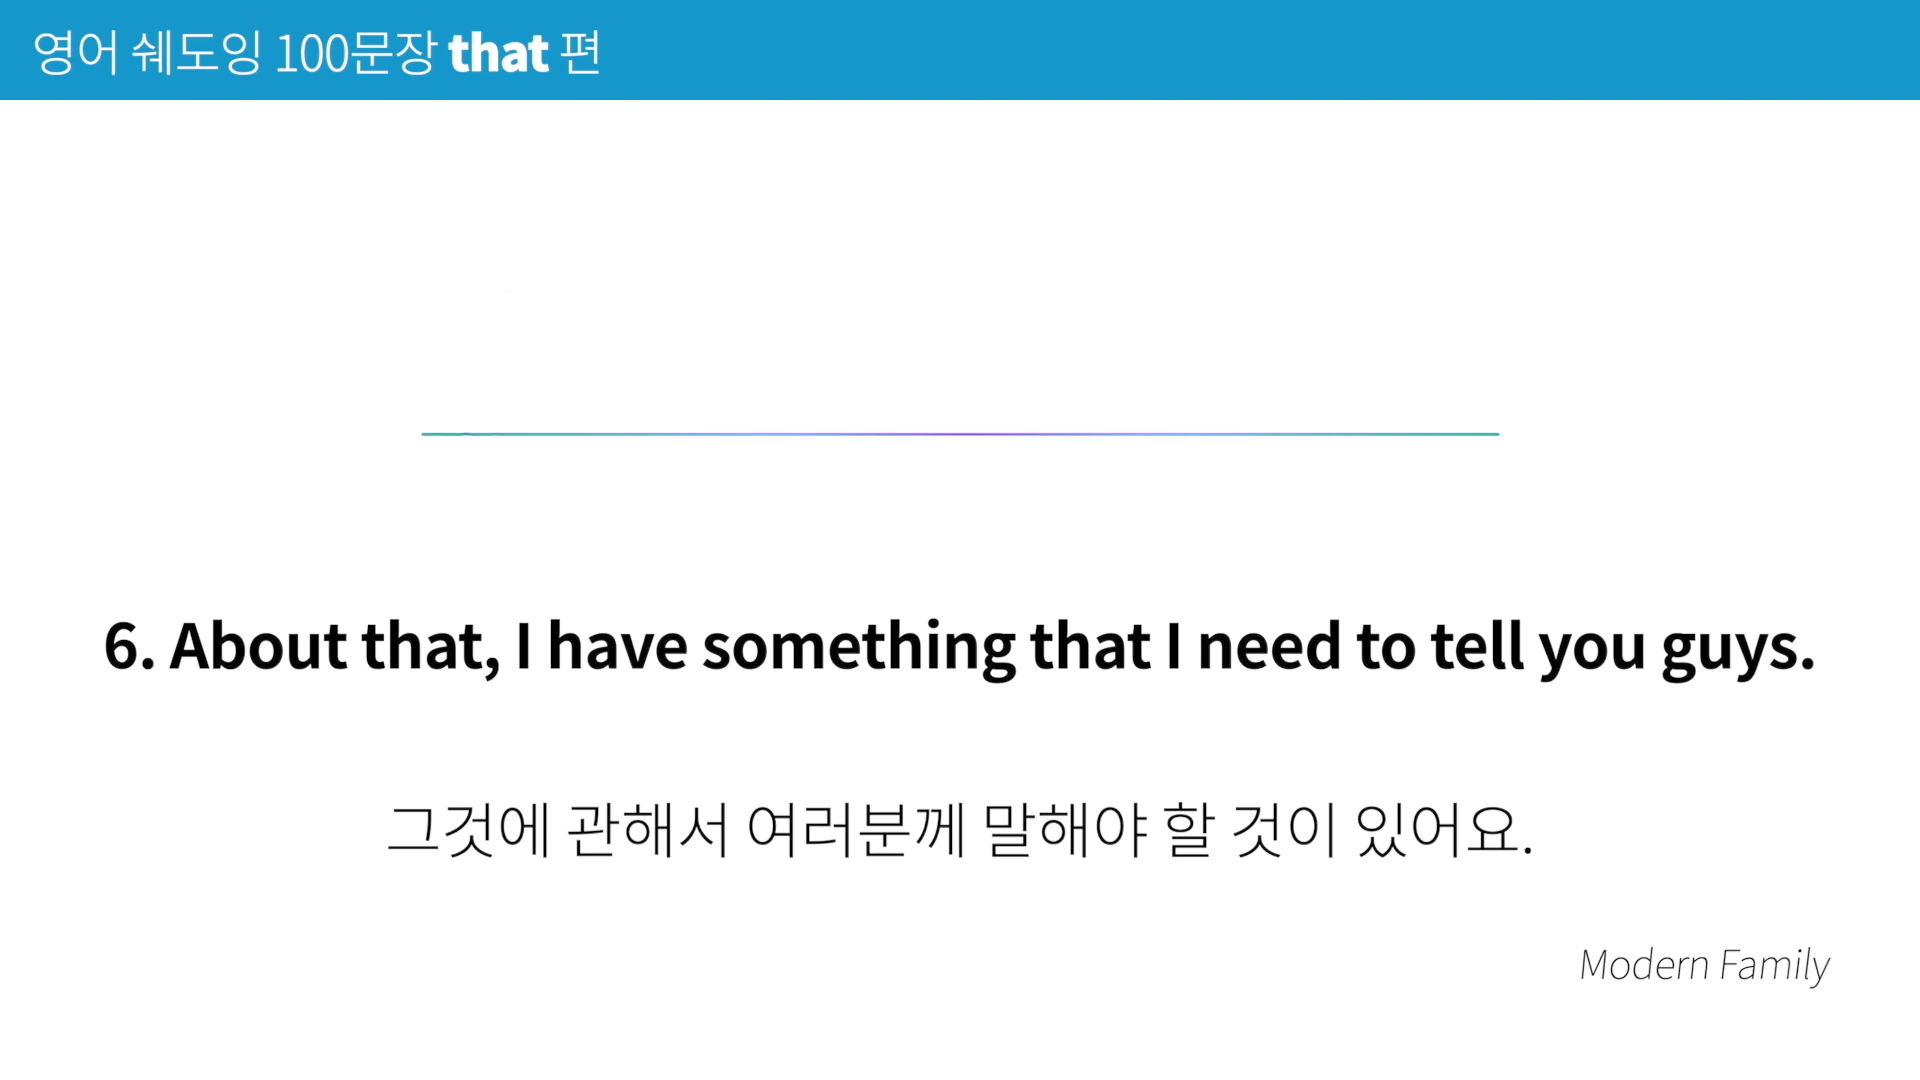 영어 쉐도잉 100문장 that 편
6. About that, I have something that I need to tell you guys.
그것에 관해서 여러분께 말해야 할 것이 있어요.
Modern Family